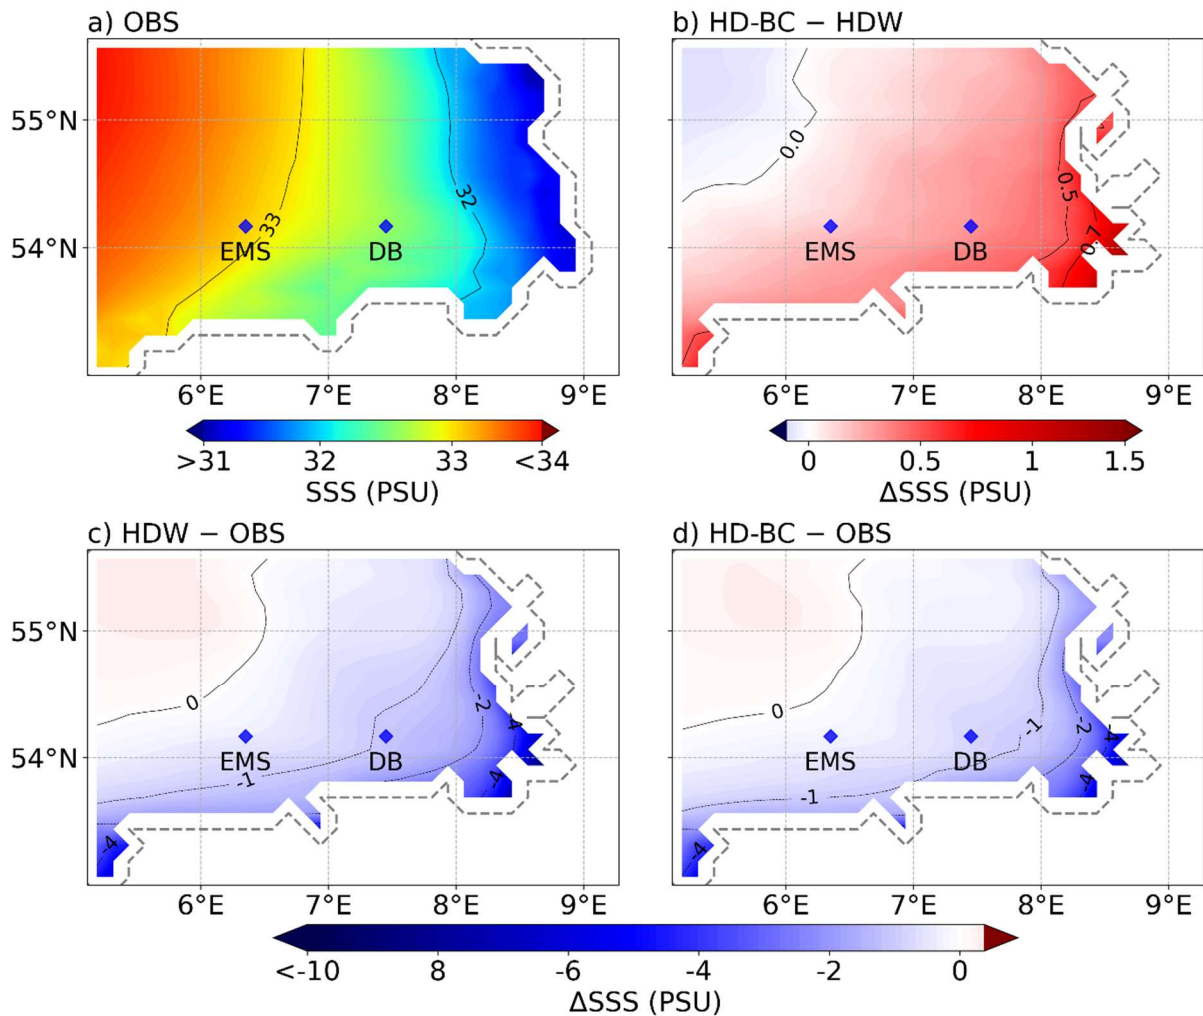 a) OBS
b) HD-BC − HDW
55°N
54°N
33
32
EMS
DB
0.0
0.5
0.7
EMS
DB
6°E 7°E 8°E 9°E
6°E 7°E 8°E 9°E
>31 32 33 <34
SSS (PSU)
0 0.5 1 1.5
ΔSSS (PSU)
c) HDW − OBS
d) HD-BC − OBS
55°N
54°N
0
-2
-4
EMS
DB
-1
-4
-4
0
-1
-2
-4
EMS
DB
-1
-4
-4
6°E 7°E 8°E 9°E
6°E 7°E 8°E 9°E
<-10 8 -6 -4 -2 0
ΔSSS (PSU)